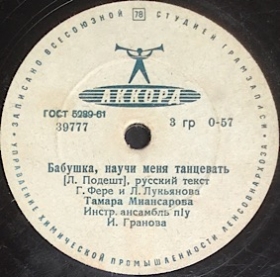 ЗАПИСАНО ВСЕСОЮЗНОЙ СТУДИЕЙ ГРАМЗАПИСИ
78
АККОРД
ГОСТ 5289-61
39777
3 гр 0-57
Бабушка, научи меня танцевать
[Л. Подешт], русский текст
Г. Фере и Л. Лукьянова
Тамара Миансарова
Инстр. ансамбль п/у
И. Гранова
УПРАВЛЕНИЕ ХИМИЧЕСКОЙ ПРОМЫШЛЕННОСТИ ЛЕНСОВНАРХОЗА